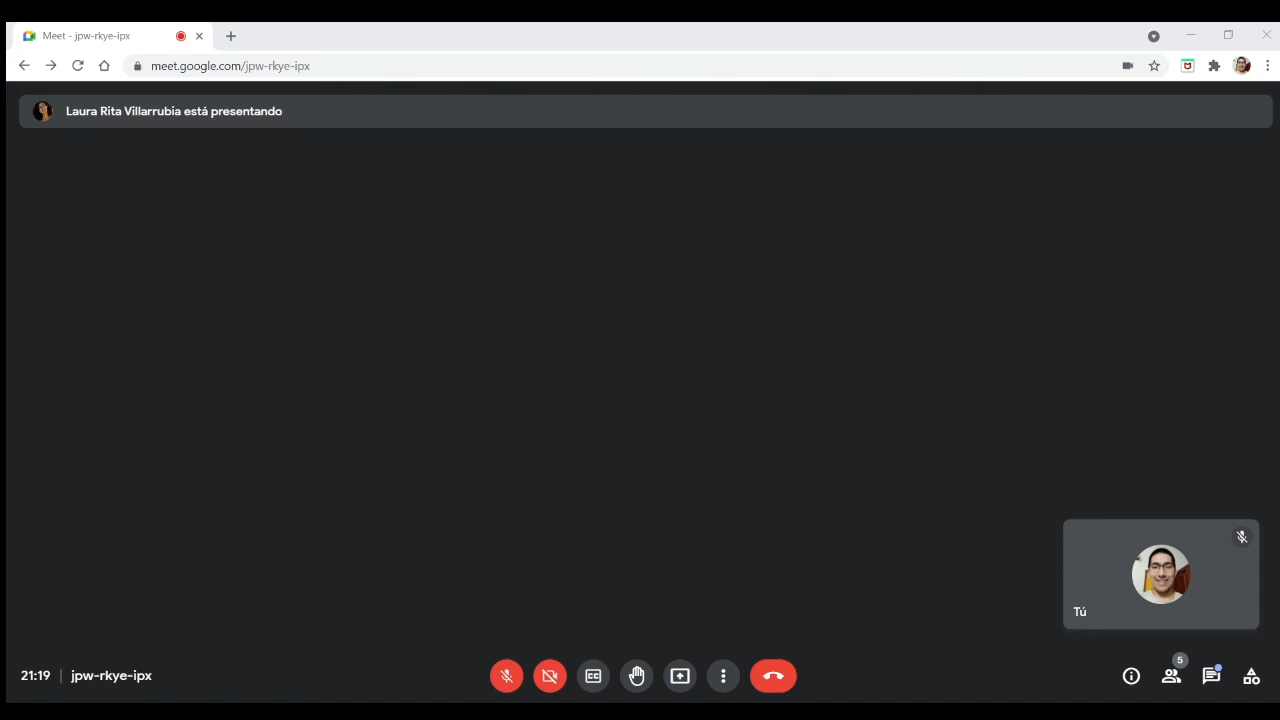 Meet - jpw-rkye-ipx
meet.google.com/jpw-rkye-ipx
Laura Rita Villarrubia está presentando
Tú
5
21:19 | jpw-rkye-ipx
CC